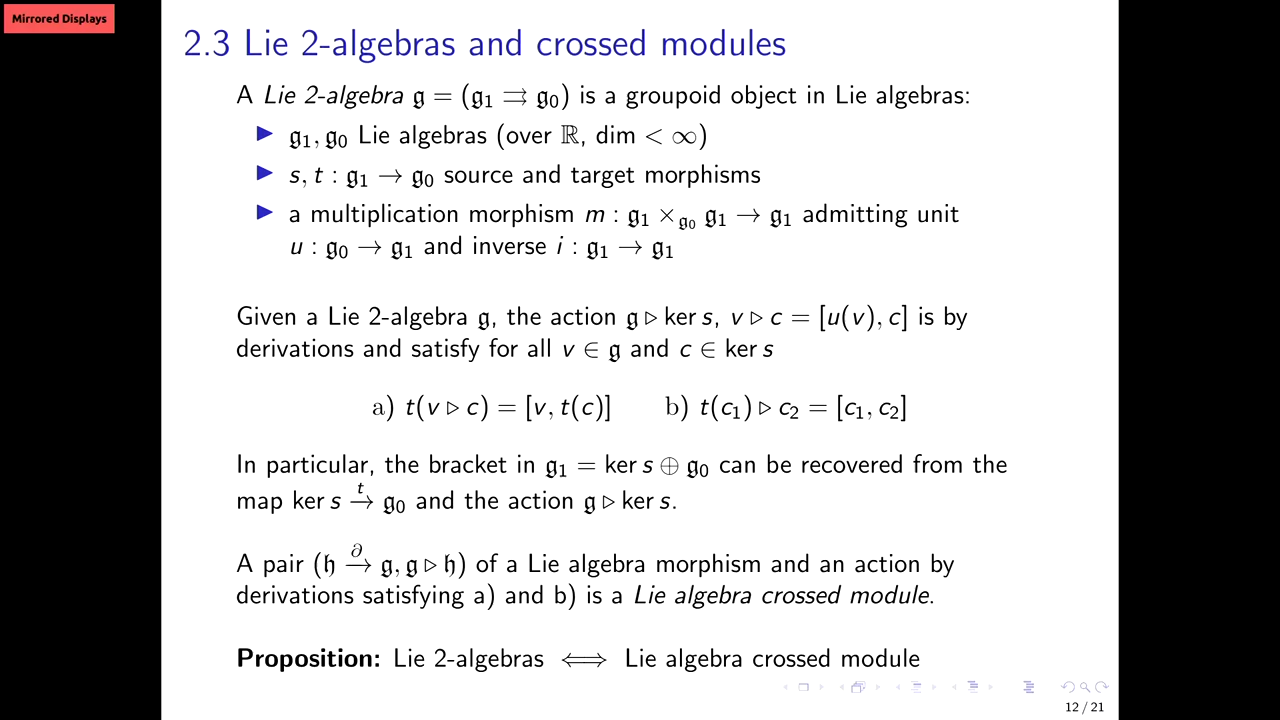 Mirrored Displays
2.3 Lie 2-algebras and crossed modules
A Lie 2-algebra 𝔤 = (𝔤₁ ⇉ 𝔤₀) is a groupoid object in Lie algebras:
▶ 𝔤₁, 𝔤₀ Lie algebras (over ℝ, dim < ∞)
▶ s, t : 𝔤₁ → 𝔤₀ source and target morphisms
▶ a multiplication morphism m : 𝔤₁ ×_𝔤₀ 𝔤₁ → 𝔤₁ admitting unit
u : 𝔤₀ → 𝔤₁ and inverse i : 𝔤₁ → 𝔤₁
Given a Lie 2-algebra 𝔤, the action 𝔤 ▹ ker s, v ▹ c = [u(v), c] is by
derivations and satisfy for all v ∈ 𝔤 and c ∈ ker s
a) t(v ▹ c) = [v, t(c)] b) t(c₁) ▹ c₂ = [c₁, c₂]
In particular, the bracket in 𝔤₁ = ker s ⊕ 𝔤₀ can be recovered from the
map ker s →^t 𝔤₀ and the action 𝔤 ▹ ker s.
A pair (𝔥 →^∂ 𝔤, 𝔤 ▹ 𝔥) of a Lie algebra morphism and an action by
derivations satisfying a) and b) is a Lie algebra crossed module.
Proposition: Lie 2-algebras ⟺ Lie algebra crossed module
12 / 21